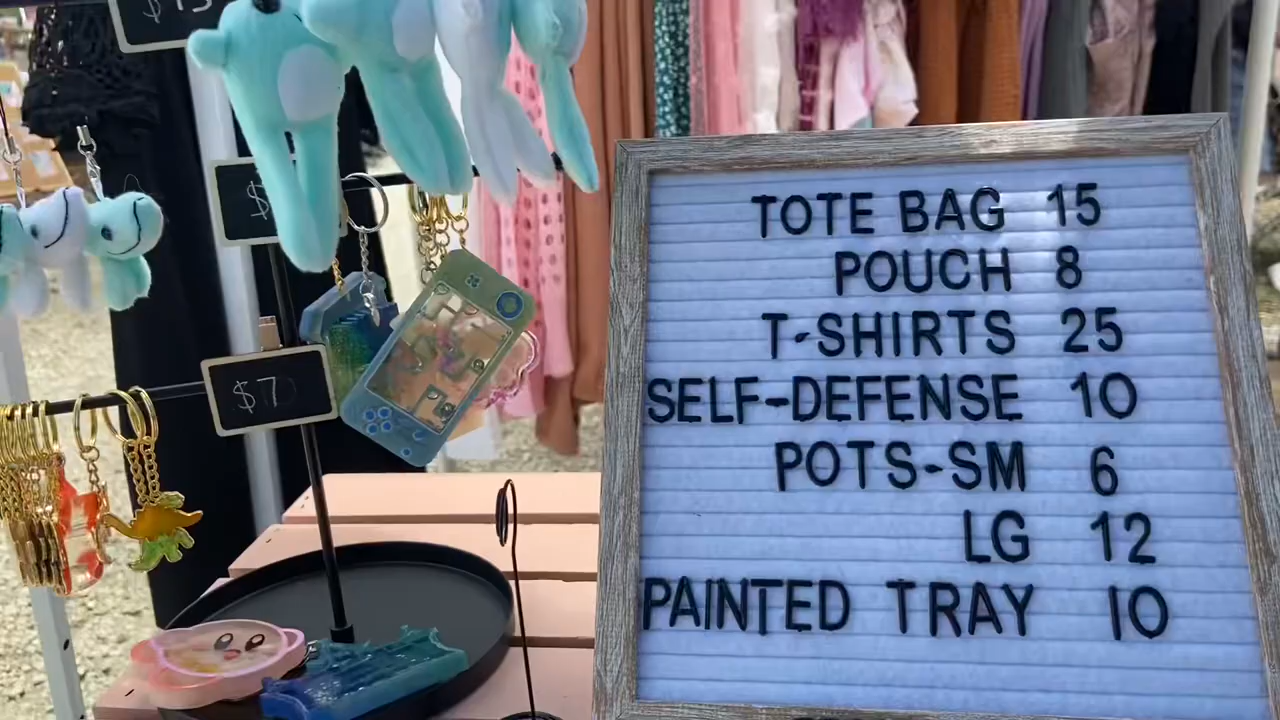 TOTE BAG 15
POUCH 8
T-SHIRTS 25
SELF-DEFENSE 10
POTS-SM 6
LG 12
PAINTED TRAY 10
$7
$